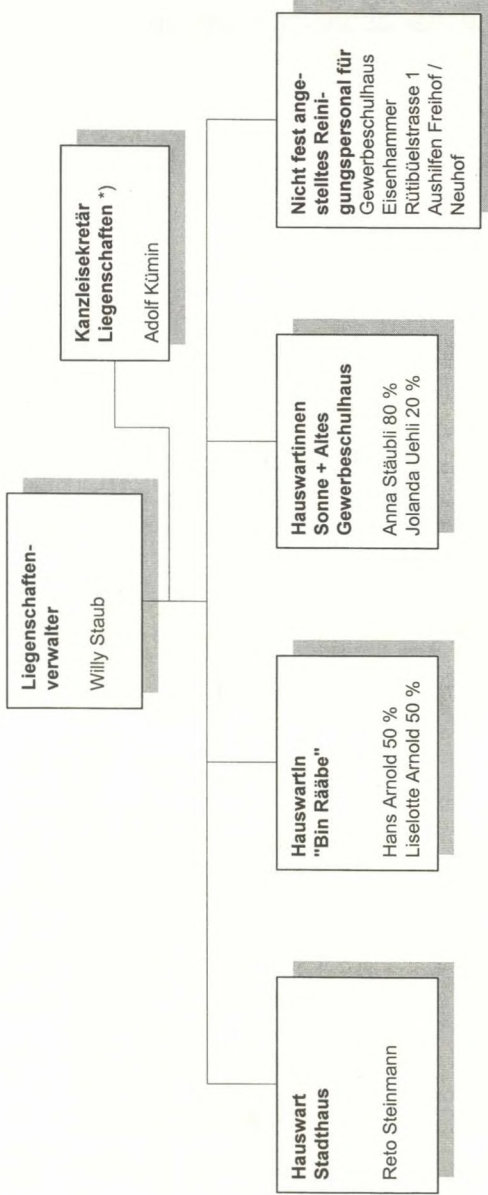 Liegenschaften-
verwalter
Willy Staub
Kanzleisekretär
Liegenschaften *)
Adolf Kümin
Hauswart
Stadthaus
Reto Steinmann
HauswartIn
"Bin Rääbe"
Hans Arnold 50 %
Liselotte Arnold 50 %
Hauswartinnen
Sonne + Altes
Gewerbeschulhaus
Anna Stäubli 80 %
Jolanda Uehli 20 %
Nicht fest ange-
stelltes Reini-
gungspersonal für
Gewerbeschulhaus
Eisenhammer
Rütibüelstrasse 1
Aushilfen Freihof /
Neuhof